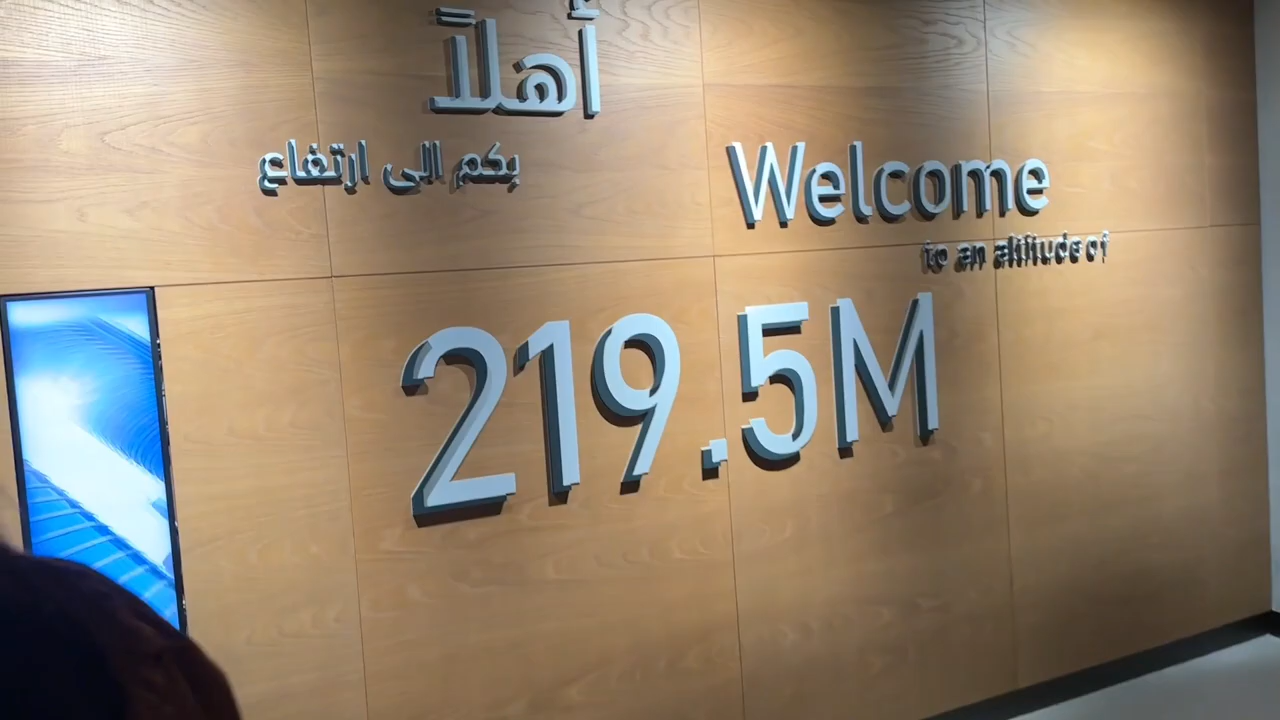 أهلاً
بكم الى ارتفاع
Welcome
to an altitude of
219.5M